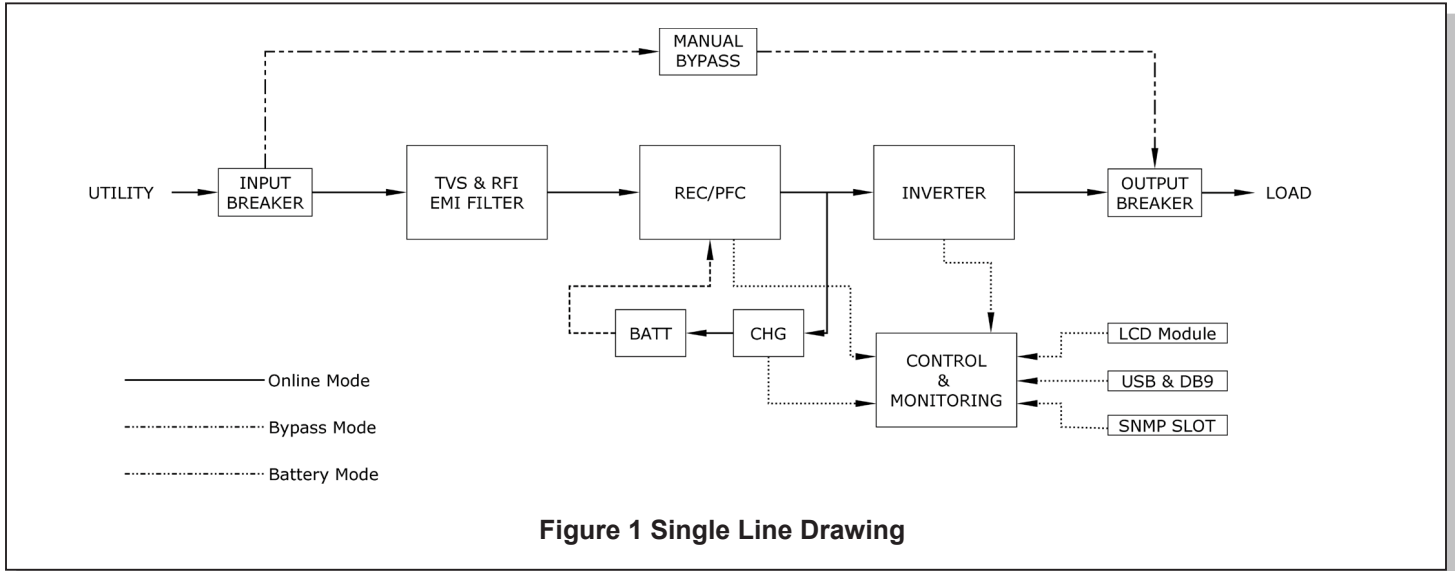 MANUAL
BYPASS
UTILITY
INPUT
BREAKER
TVS & RFI
EMI FILTER
REC/PFC
INVERTER
OUTPUT
BREAKER
LOAD
BATT
CHG
CONTROL
&
MONITORING
LCD Module
USB & DB9
SNMP SLOT
Online Mode
Bypass Mode
Battery Mode
Figure 1 Single Line Drawing